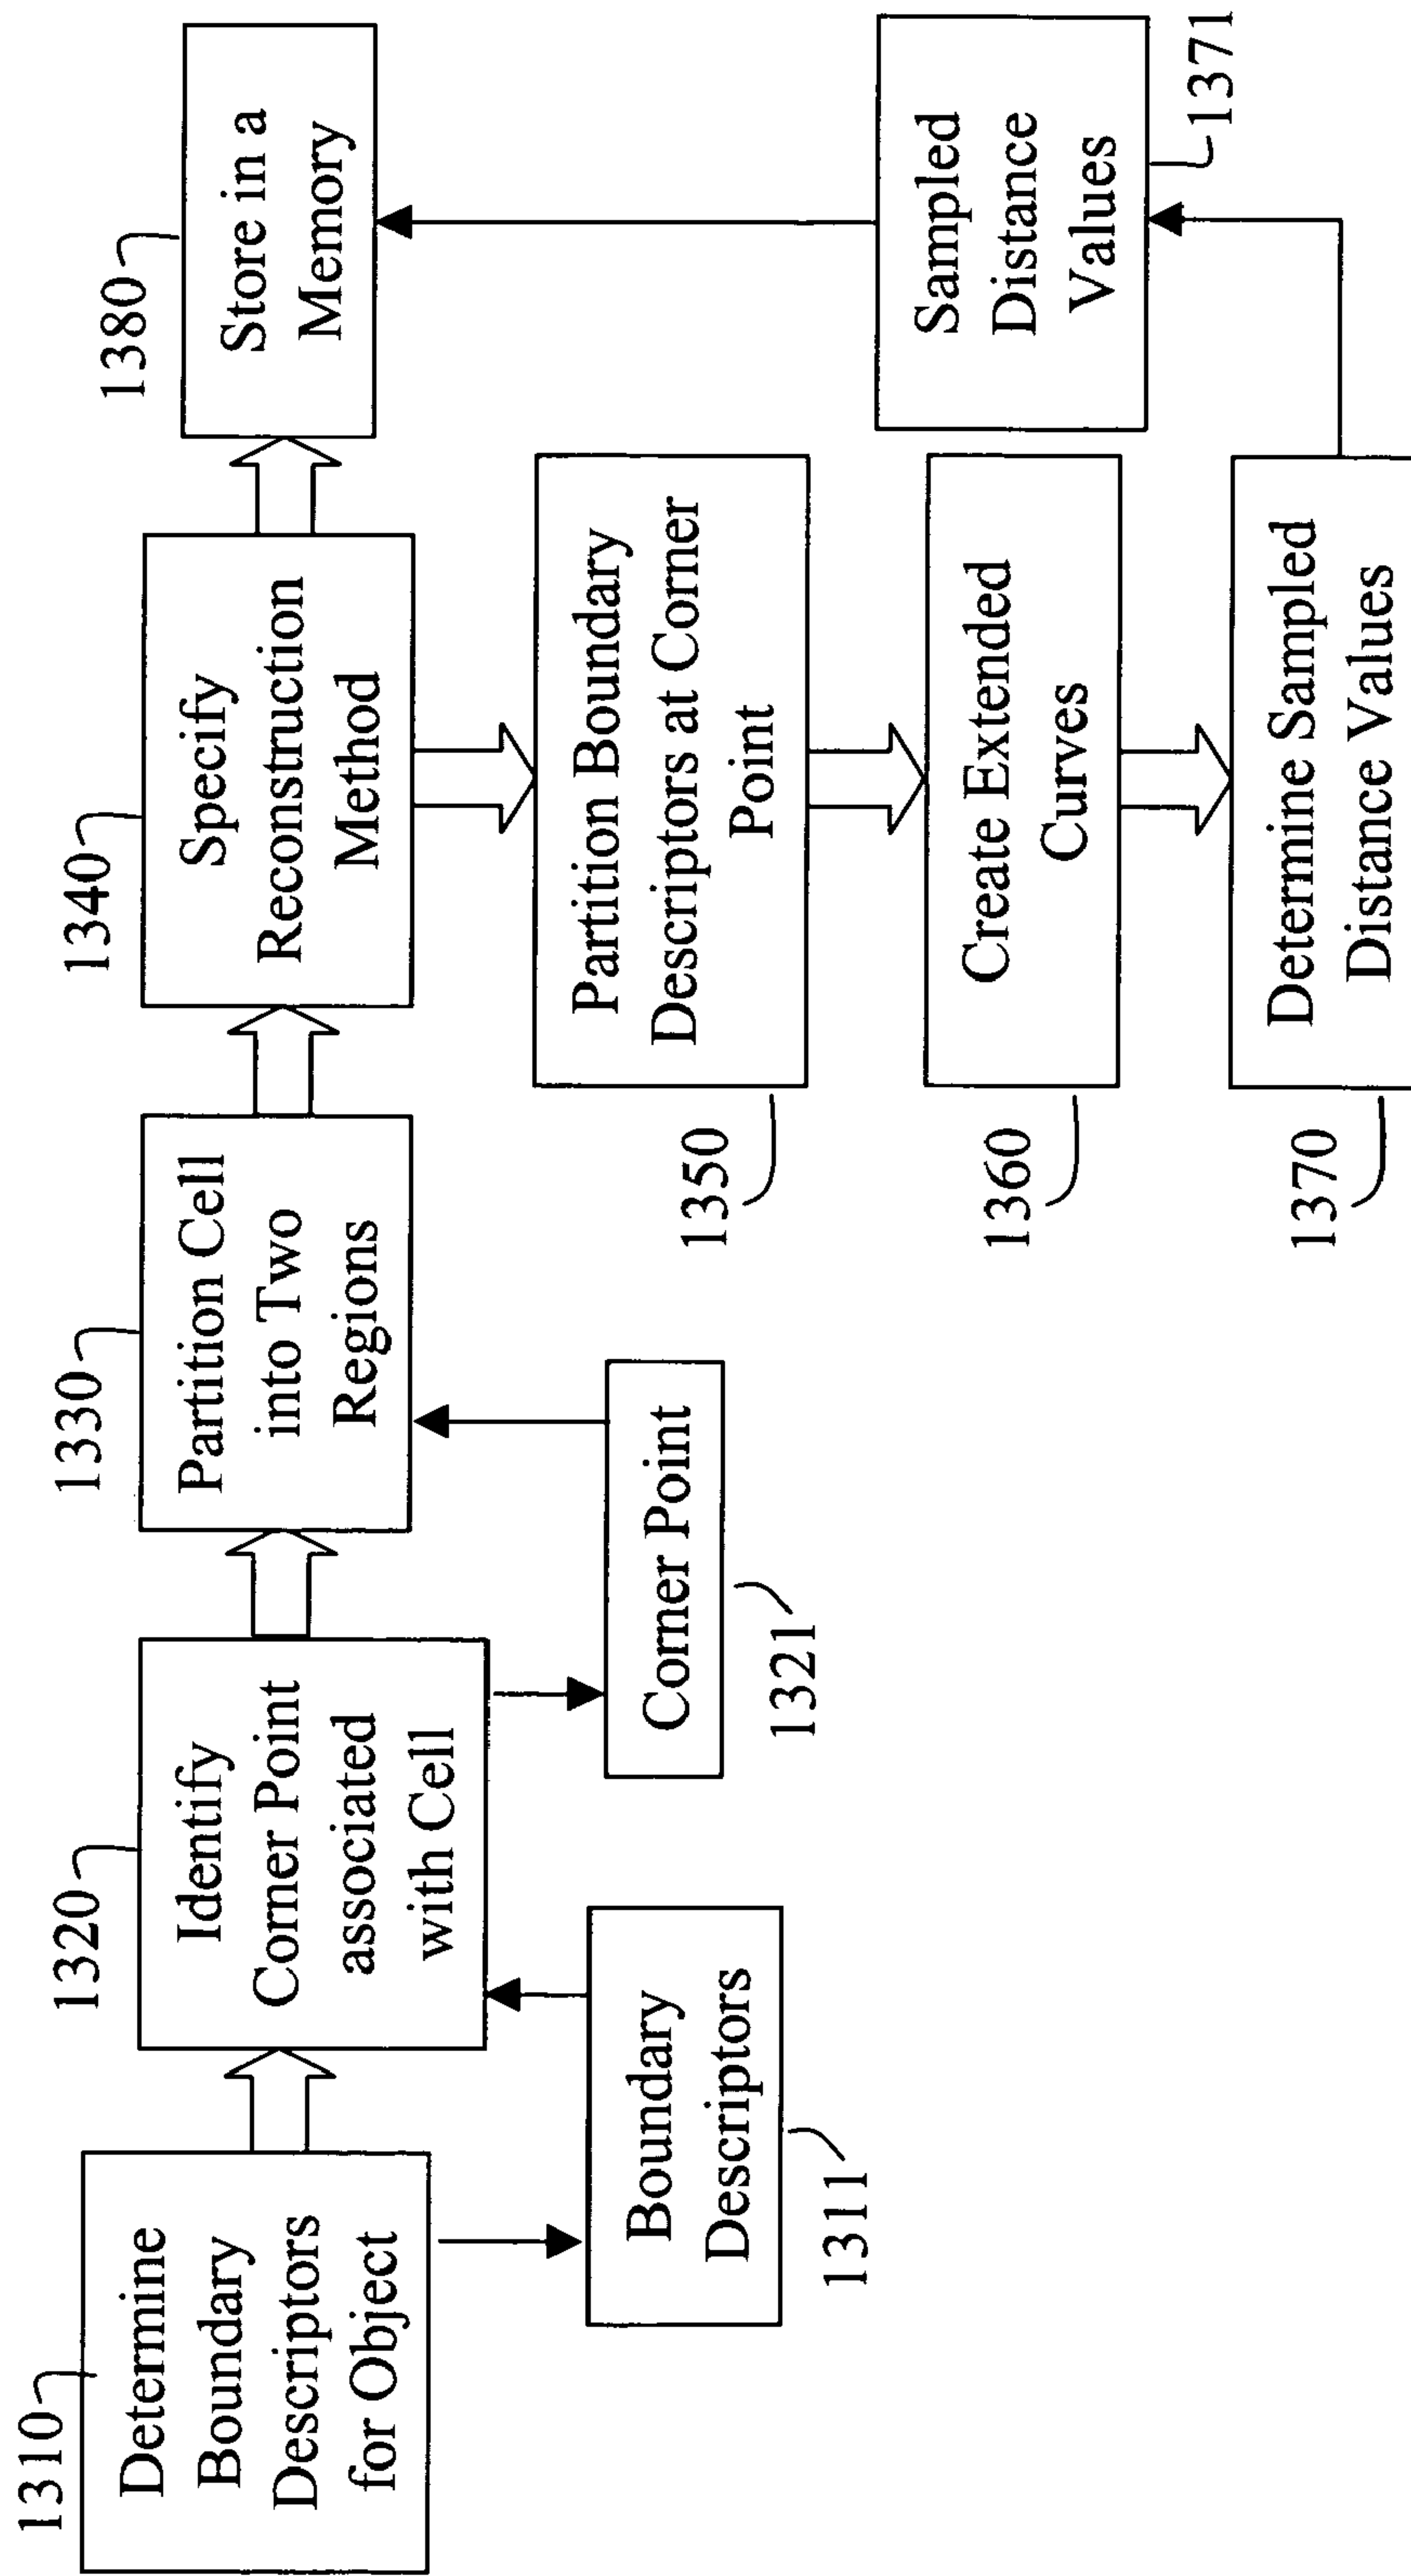 1310
Determine
Boundary
Descriptors
for Object
1311
Boundary
Descriptors
1320
Identify
Corner Point
associated
with Cell
1321
Corner Point
1330
Partition Cell
into Two
Regions
1340
Specify
Reconstruction
Method
1350
Partition Boundary
Descriptors at Corner
Point
1360
Create Extended
Curves
1370
Determine Sampled
Distance Values
1371
Sampled
Distance
Values
1380
Store in a
Memory